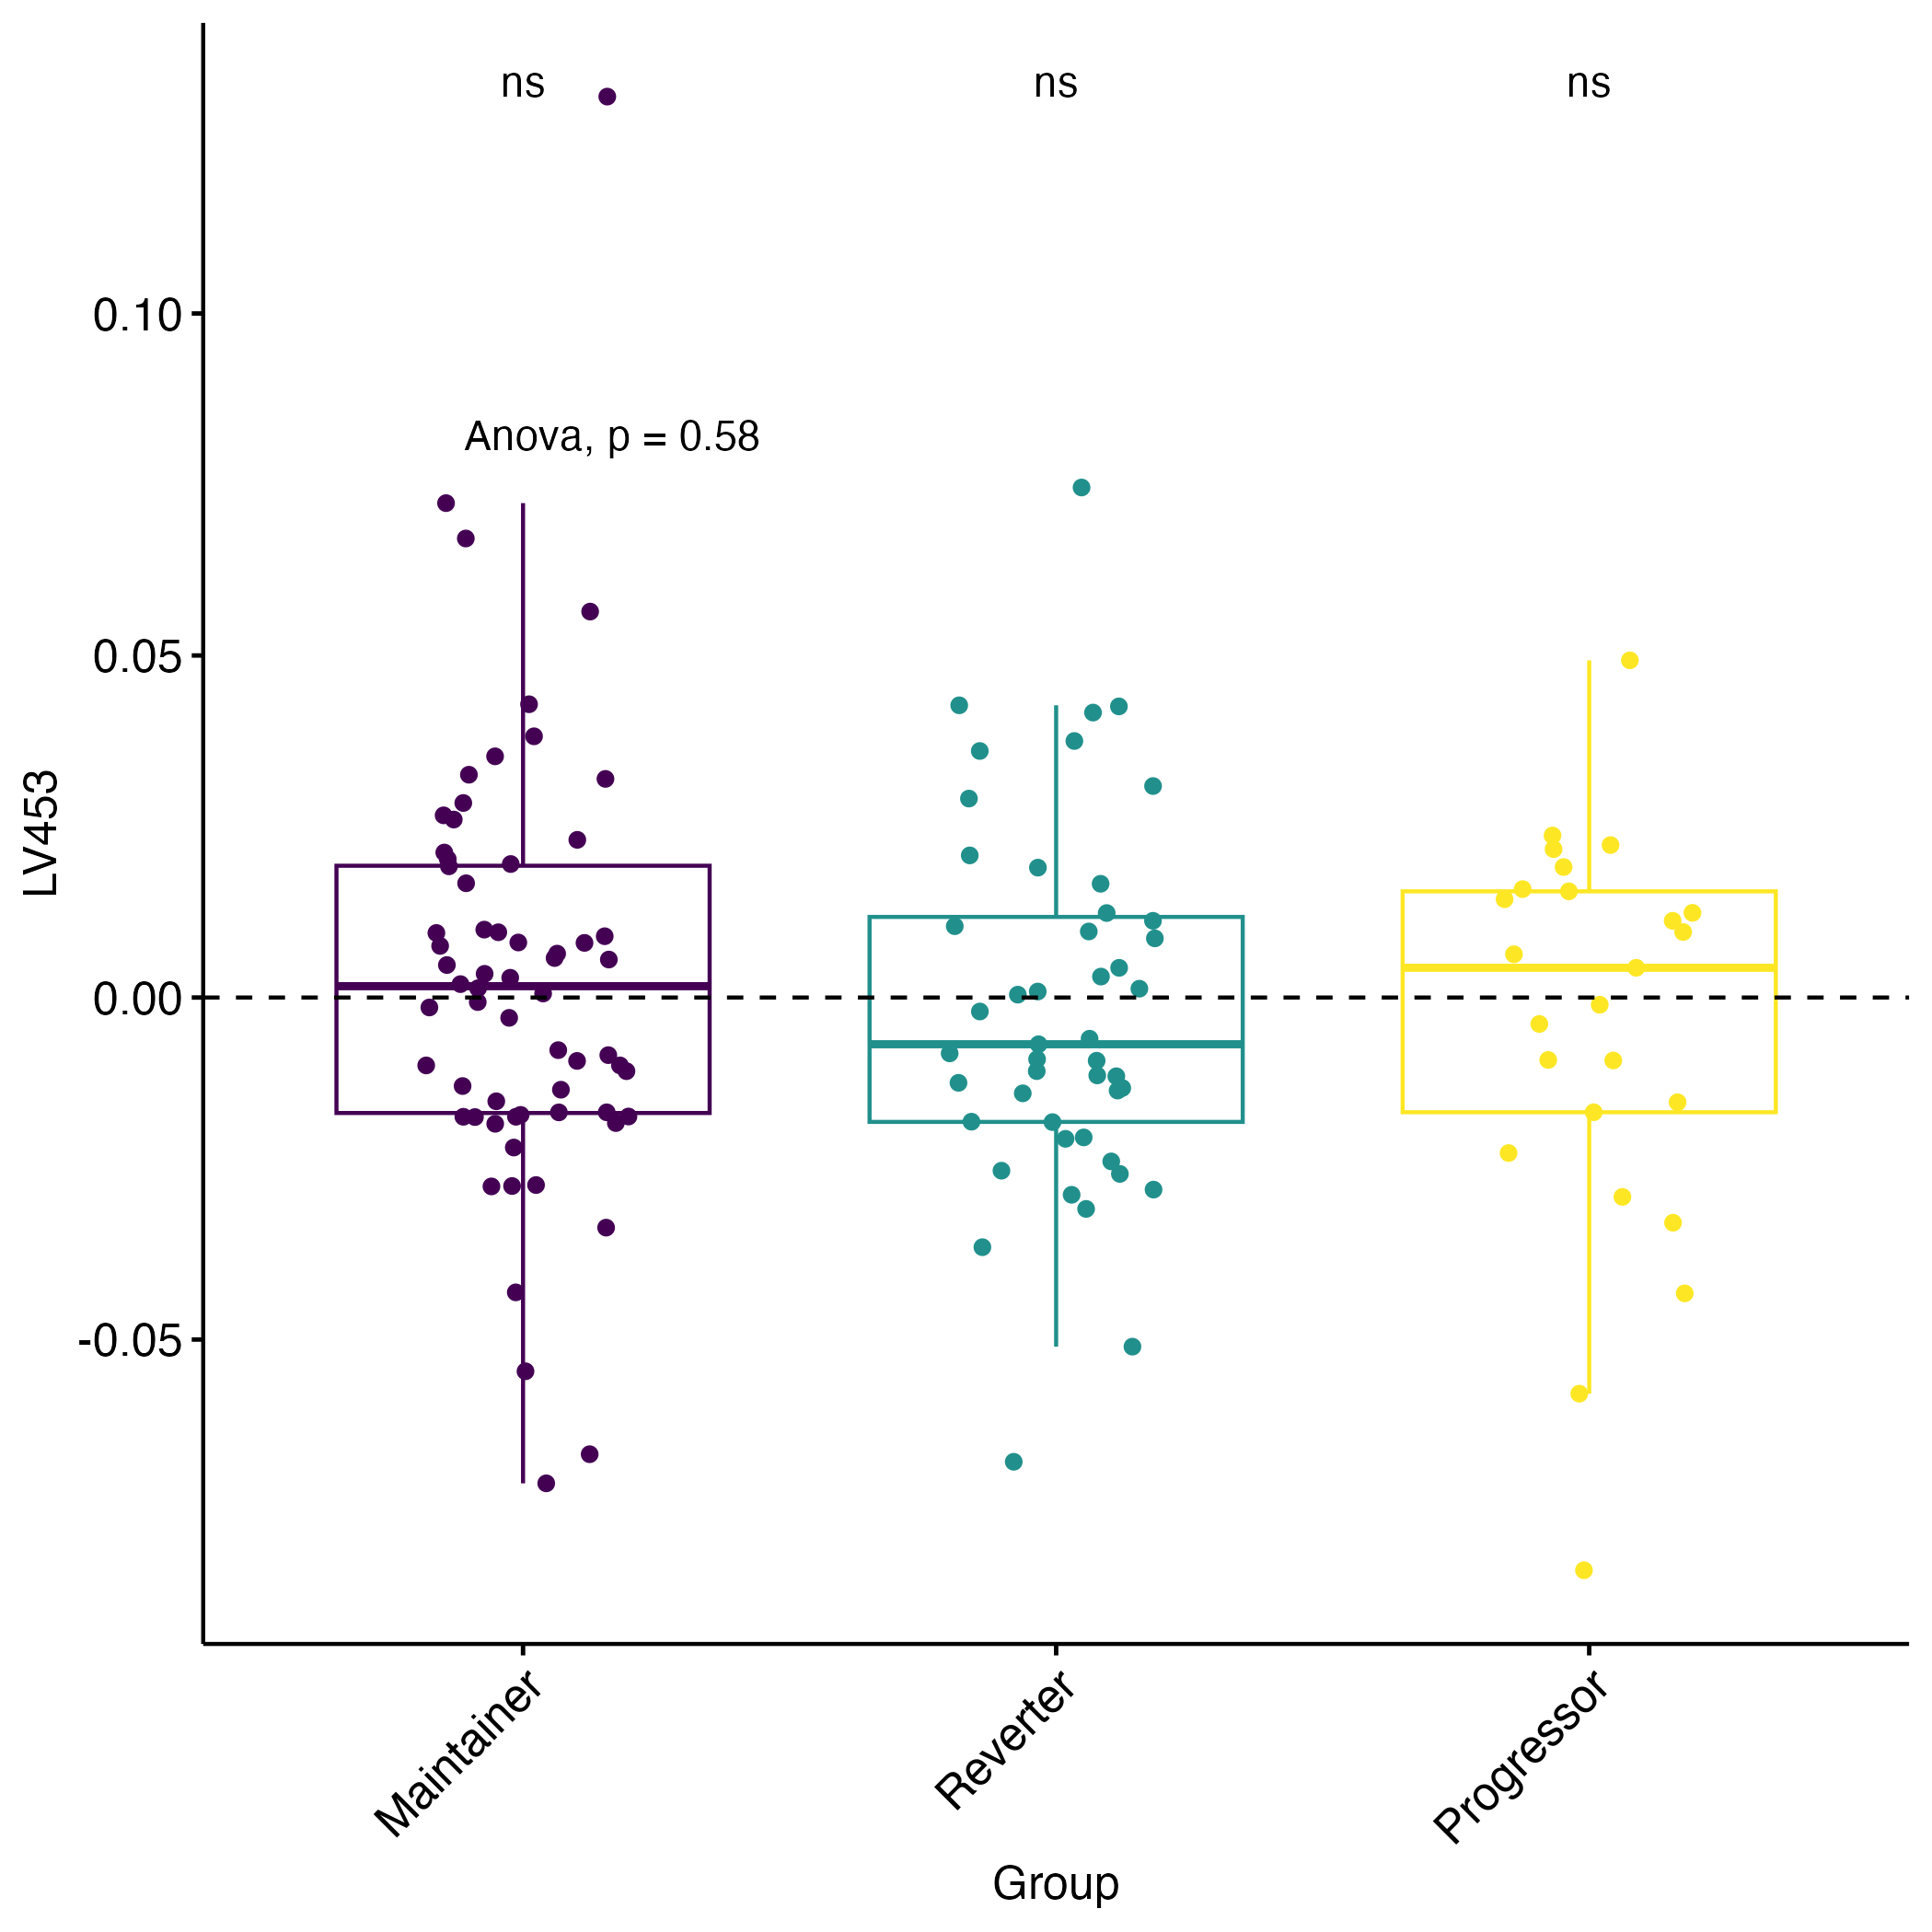 ns ns ns
Anova, p = 0.58
0.10
0.05
0.00
-0.05
LV453
Maintainer
Reverter
Progressor
Group